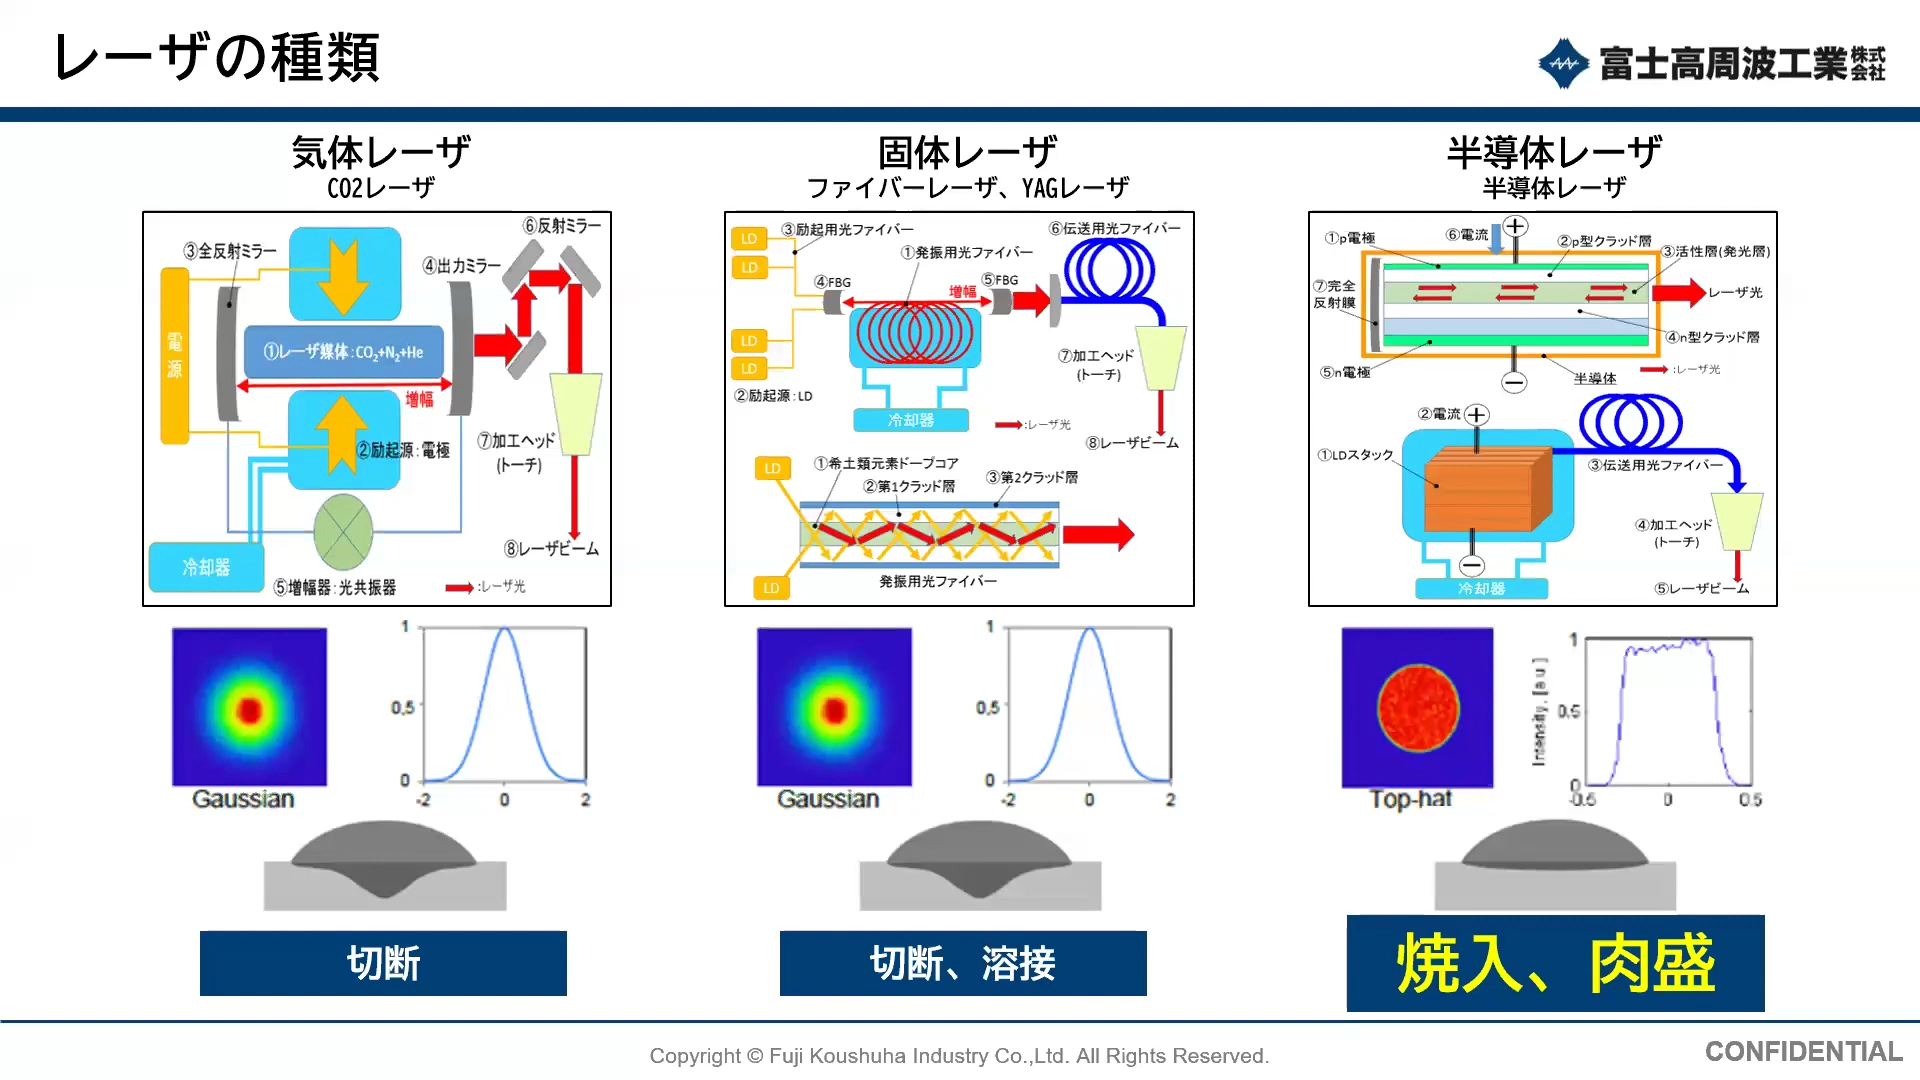 レーザの種類
富士高周波工業株式会社
気体レーザ
CO2レーザ
③全反射ミラー
⑥反射ミラー
④出力ミラー
電源
①レーザ媒体：CO₂+N₂+He
増幅
②励起源：電極
⑦加工ヘッド
(トーチ)
⑧レーザビーム
冷却器
⑤増幅器：光共振器
：レーザ光
固体レーザ
ファイバーレーザ、YAGレーザ
LD
LD
③励起用光ファイバー
①発振用光ファイバー
⑥伝送用光ファイバー
④FBG
⑤FBG
増幅
LD
LD
②励起源：LD
⑦加工ヘッド
(トーチ)
冷却器
：レーザ光
⑧レーザビーム
LD
①希土類元素ドープコア
②第1クラッド層
③第2クラッド層
LD
発振用光ファイバー
半導体レーザ
半導体レーザ
①p電極
⑥電流
+
②p型クラッド層
③活性層(発光層)
⑦完全
反射膜
レーザ光
④n型クラッド層
⑤n電極
−
半導体
：レーザ光
②電流
+
①LDスタック
③伝送用光ファイバー
④加工ヘッド
(トーチ)
−
冷却器
⑤レーザビーム
Gaussian
1
0.5
0
-2
0
2
Gaussian
1
0.5
0
-2
0
2
Top-hat
Intensity, [a.u.]
1
0.5
0
-0.5
0
0.5
切断
切断、溶接
焼入、肉盛
Copyright © Fuji Koushuha Industry Co.,Ltd. All Rights Reserved.
CONFIDENTIAL